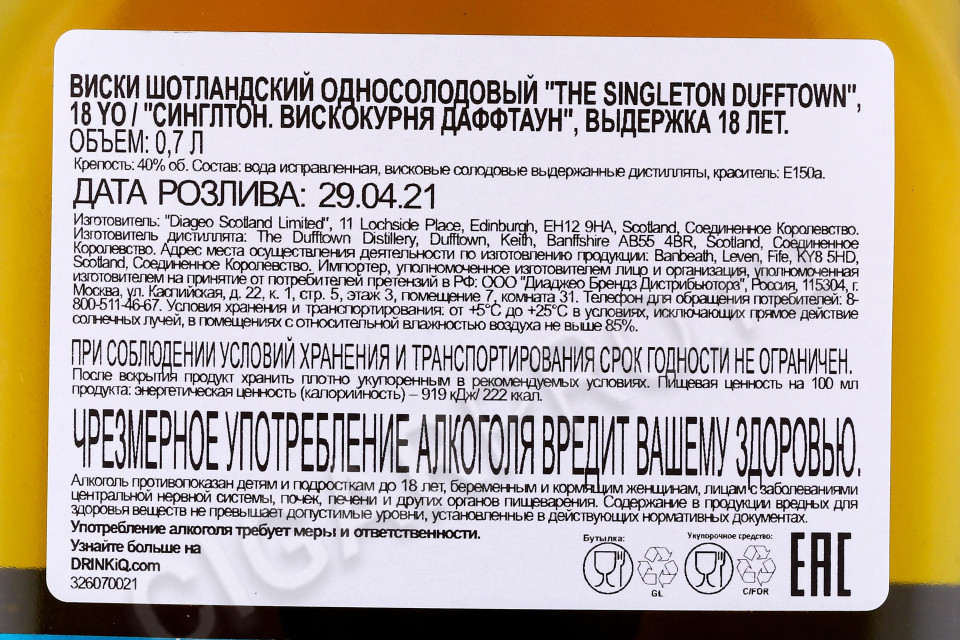 ВИСКИ ШОТЛАНДСКИЙ ОДНОСОЛОДОВЫЙ "THE SINGLETON DUFFTOWN",
18 YO / "СИНГЛТОН. ВИСКОКУРНЯ ДАФФТАУН", ВЫДЕРЖКА 18 ЛЕТ.
ОБЪЕМ: 0,7 Л
Крепость: 40% об. Состав: вода исправленная, висковые солодовые выдержанные дистилляты, краситель: Е150а.
ДАТА РОЗЛИВА: 29.04.21
Изготовитель: "Diageo Scotland Limited", 11 Lochside Place, Edinburgh, EH12 9HA, Scotland, Соединенное Королевство.
Изготовитель дистиллята: The Dufftown Distillery, Dufftown, Keith, Banffshire AB55 4BR, Scotland, Соединенное
Королевство. Адрес места осуществления деятельности по изготовлению продукции: Banbeath, Leven, Fife, KY8 5HD,
Scotland, Соединенное Королевство. Импортер, уполномоченное изготовителем лицо и организация, уполномоченная
изготовителем на принятие от потребителей претензий в РФ: ООО "Диаджео Брендз Дистрибьюторз", Россия, 115304, г.
Москва, ул. Каспийская, д. 22, к. 1, стр. 5, этаж 3, помещение 7, комната 31. Телефон для обращения потребителей: 8-
800-511-46-67. Условия хранения и транспортирования: от +5°С до +25°С в условиях, исключающих прямое действие
солнечных лучей, в помещениях с относительной влажностью воздуха не выше 85%.
ПРИ СОБЛЮДЕНИИ УСЛОВИЙ ХРАНЕНИЯ И ТРАНСПОРТИРОВАНИЯ СРОК ГОДНОСТИ НЕ ОГРАНИЧЕН.
После вскрытия продукт хранить плотно укупоренным в рекомендуемых условиях. Пищевая ценность на 100 мл
продукта: энергетическая ценность (калорийность) – 919 кДж/ 222 ккал.
ЧРЕЗМЕРНОЕ УПОТРЕБЛЕНИЕ АЛКОГОЛЯ ВРЕДИТ ВАШЕМУ ЗДОРОВЬЮ.
Алкоголь противопоказан детям и подросткам до 18 лет, беременным и кормящим женщинам, лицам с заболеваниями
центральной нервной системы, почек, печени и других органов пищеварения. Содержание в продукции вредных для
здоровья веществ не превышает допустимые уровни, установленные в действующих нормативных документах.
Употребление алкоголя требует меры и ответственности.
Узнайте больше на
DRINKiQ.com
326070021
Бутылка: Укупорочное средство:
GL C/FOR
EAC